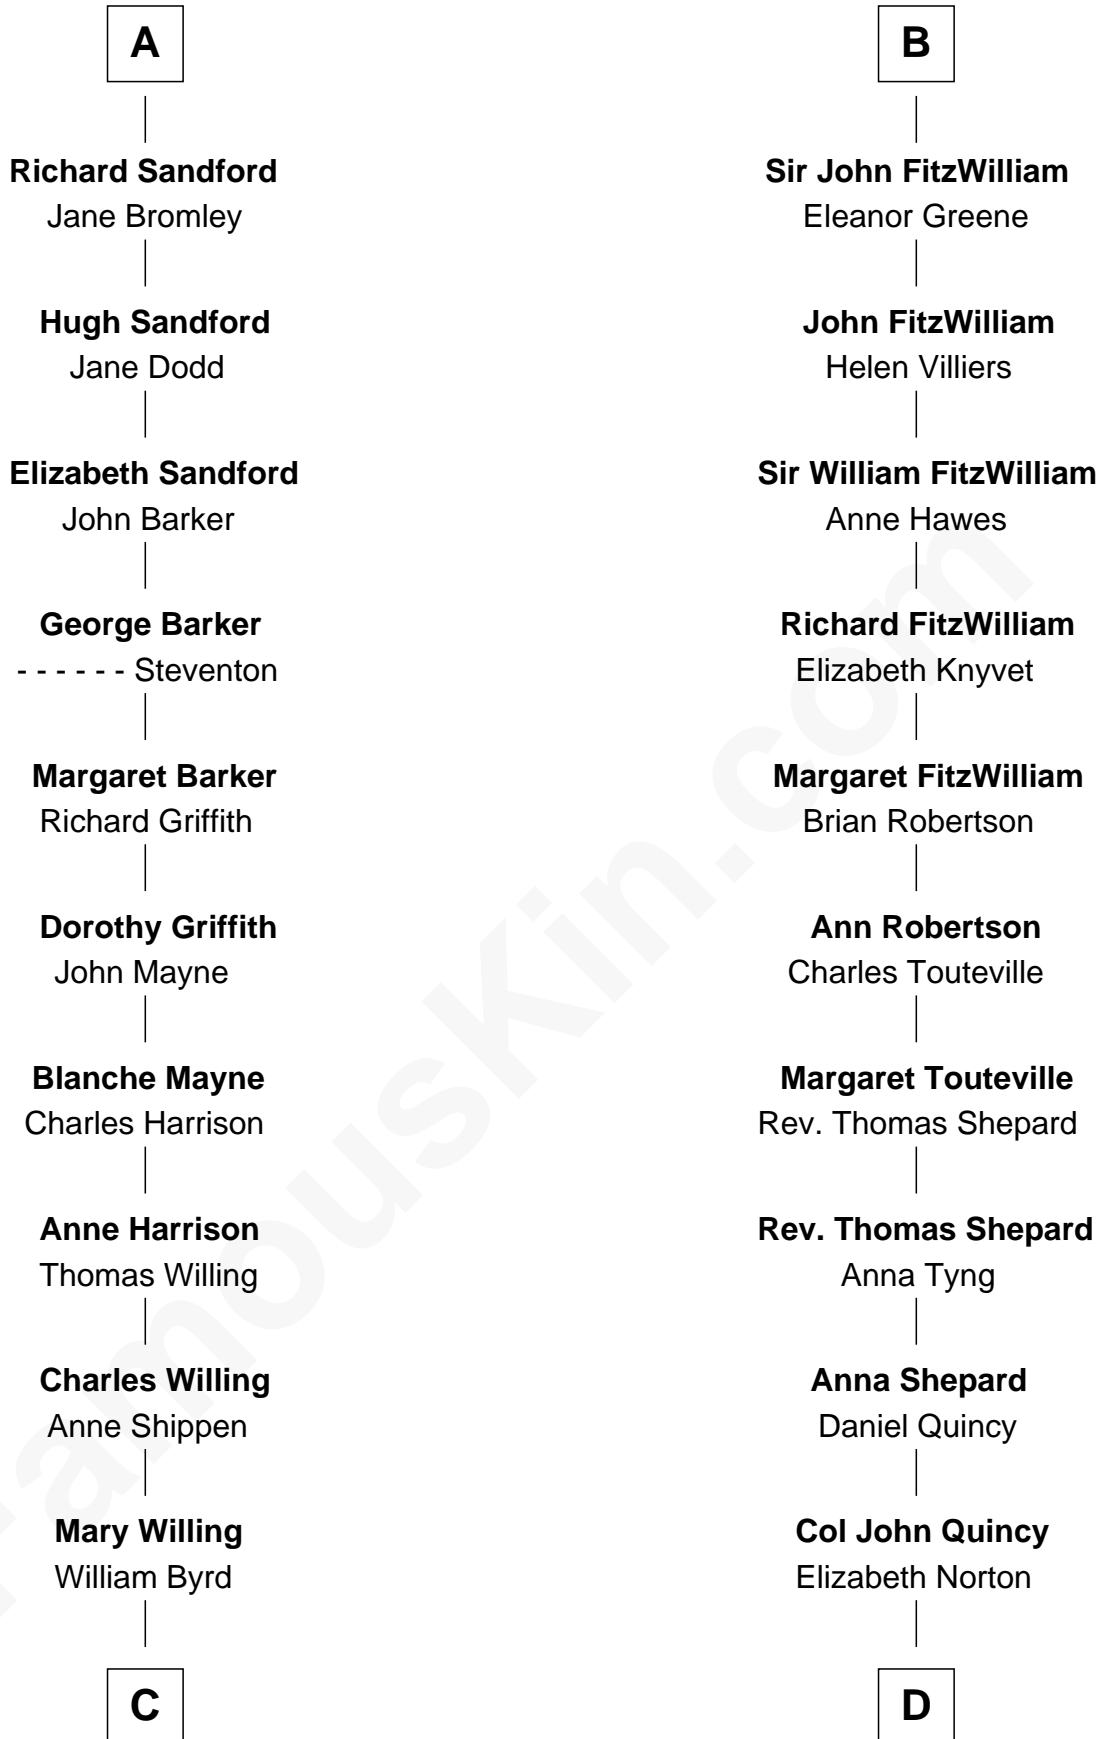 A
Richard Sandford
Jane Bromley
Hugh Sandford
Jane Dodd
Elizabeth Sandford
John Barker
George Barker
- - - - - - Steventon
Margaret Barker
Richard Griffith
Dorothy Griffith
John Mayne
Blanche Mayne
Charles Harrison
Anne Harrison
Thomas Willing
Charles Willing
Anne Shippen
Mary Willing
William Byrd
C
B
Sir John FitzWilliam
Eleanor Greene
John FitzWilliam
Helen Villiers
Sir William FitzWilliam
Anne Hawes
Richard FitzWilliam
Elizabeth Knyvet
Margaret FitzWilliam
Brian Robertson
Ann Robertson
Charles Touteville
Margaret Touteville
Rev. Thomas Shepard
Rev. Thomas Shepard
Anna Tyng
Anna Shepard
Daniel Quincy
Col John Quincy
Elizabeth Norton
D
FamousKin.com